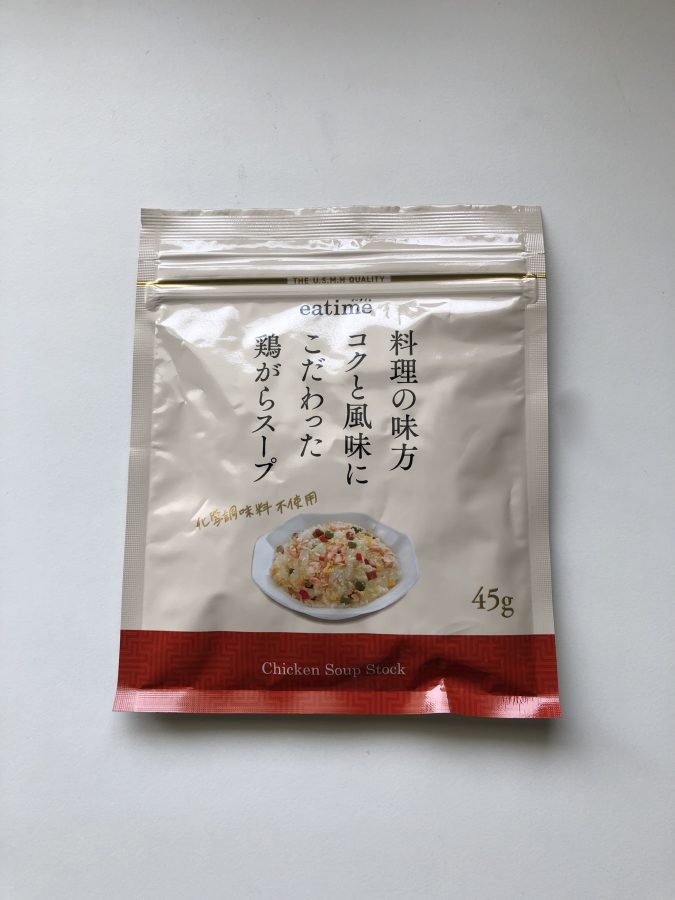 THE U.S.M.H QUALITY
eatime
料理の味方
コクと風味に
こだわった
鶏がらスープ
化学調味料不使用
45g
Chicken Soup Stock